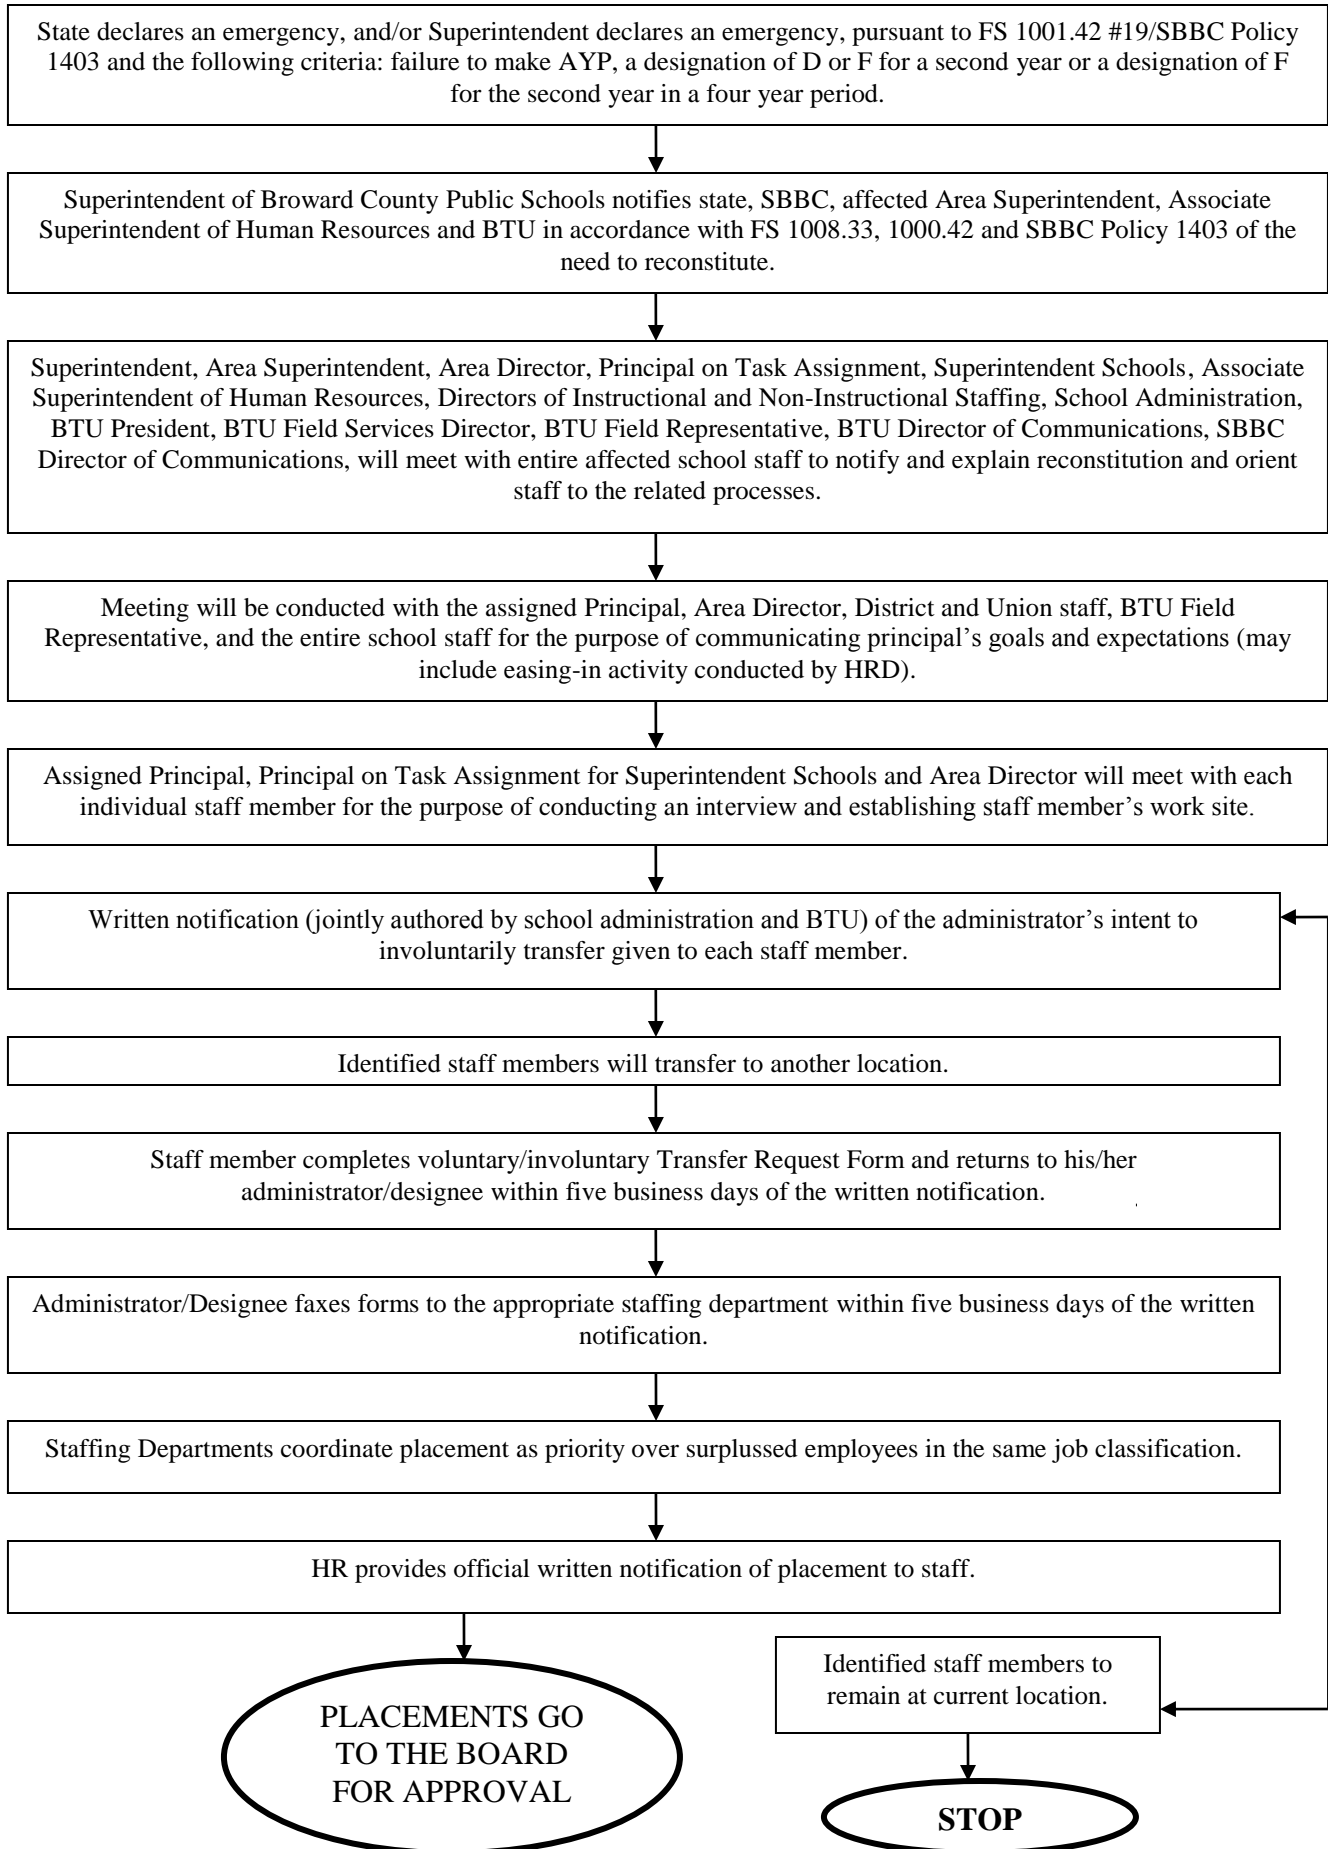 State declares an emergency, and/or Superintendent declares an emergency, pursuant to FS 1001.42 #19/SBBC Policy
1403 and the following criteria: failure to make AYP, a designation of D or F for a second year or a designation of F
for the second year in a four year period.
Superintendent of Broward County Public Schools notifies state, SBBC, affected Area Superintendent, Associate
Superintendent of Human Resources and BTU in accordance with FS 1008.33, 1000.42 and SBBC Policy 1403 of the
need to reconstitute.
Superintendent, Area Superintendent, Area Director, Principal on Task Assignment, Superintendent Schools, Associate
Superintendent of Human Resources, Directors of Instructional and Non-Instructional Staffing, School Administration,
BTU President, BTU Field Services Director, BTU Field Representative, BTU Director of Communications, SBBC
Director of Communications, will meet with entire affected school staff to notify and explain reconstitution and orient
staff to the related processes.
Meeting will be conducted with the assigned Principal, Area Director, District and Union staff, BTU Field
Representative, and the entire school staff for the purpose of communicating principal’s goals and expectations (may
include easing-in activity conducted by HRD).
Assigned Principal, Principal on Task Assignment for Superintendent Schools and Area Director will meet with each
individual staff member for the purpose of conducting an interview and establishing staff member’s work site.
Written notification (jointly authored by school administration and BTU) of the administrator’s intent to
involuntarily transfer given to each staff member.
Identified staff members will transfer to another location.
Staff member completes voluntary/involuntary Transfer Request Form and returns to his/her
administrator/designee within five business days of the written notification.
Administrator/Designee faxes forms to the appropriate staffing department within five business days of the written
notification.
Staffing Departments coordinate placement as priority over surplussed employees in the same job classification.
HR provides official written notification of placement to staff.
Identified staff members to
remain at current location.
PLACEMENTS GO
TO THE BOARD
FOR APPROVAL
STOP